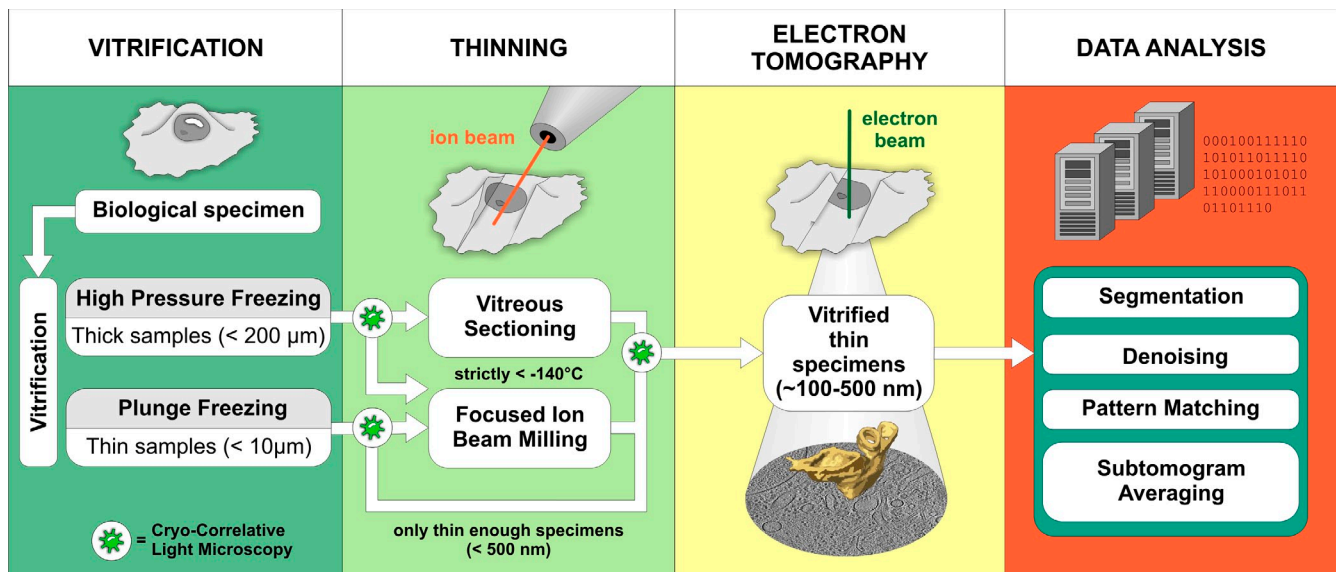 VITRIFICATION
THINNING
ELECTRON
TOMOGRAPHY
DATA ANALYSIS
Biological specimen
Vitrification
High Pressure Freezing
Thick samples (< 200 µm)
Plunge Freezing
Thin samples (< 10µm)
= Cryo-Correlative
Light Microscopy
ion beam
Vitreous
Sectioning
strictly < -140°C
Focused Ion
Beam Milling
only thin enough specimens
(< 500 nm)
electron
beam
Vitrified
thin
specimens
(~100-500 nm)
000100111110
101011011110
101000101010
110000111011
01101110
Segmentation
Denoising
Pattern Matching
Subtomogram
Averaging